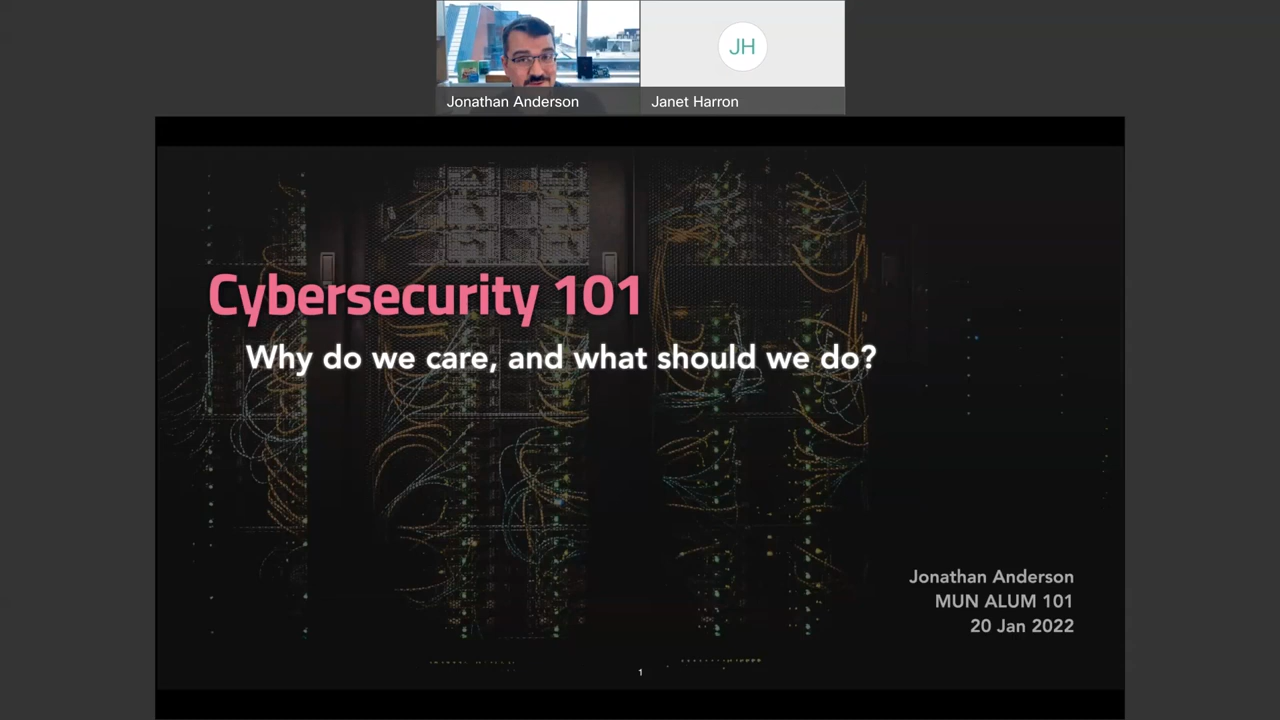 JH
Jonathan Anderson
Janet Harron
Cybersecurity 101
Why do we care, and what should we do?
Jonathan Anderson
MUN ALUM 101
20 Jan 2022
1